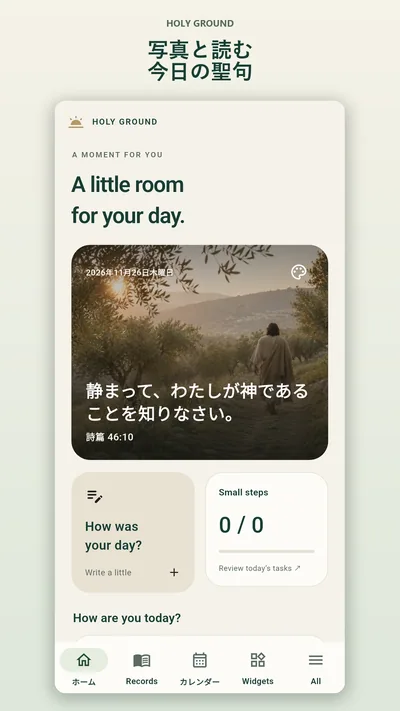 HOLY GROUND
写真と読む
今日の聖句
HOLY GROUND
A MOMENT FOR YOU
A little room
for your day.
2026年11月26日木曜日
静まって、わたしが神である
ことを知りなさい。
詩篇 46:10
How was
your day?
Write a little
Small steps
0 / 0
Review today's tasks ↗
How are you today?
ホーム
Records
カレンダー
Widgets
All